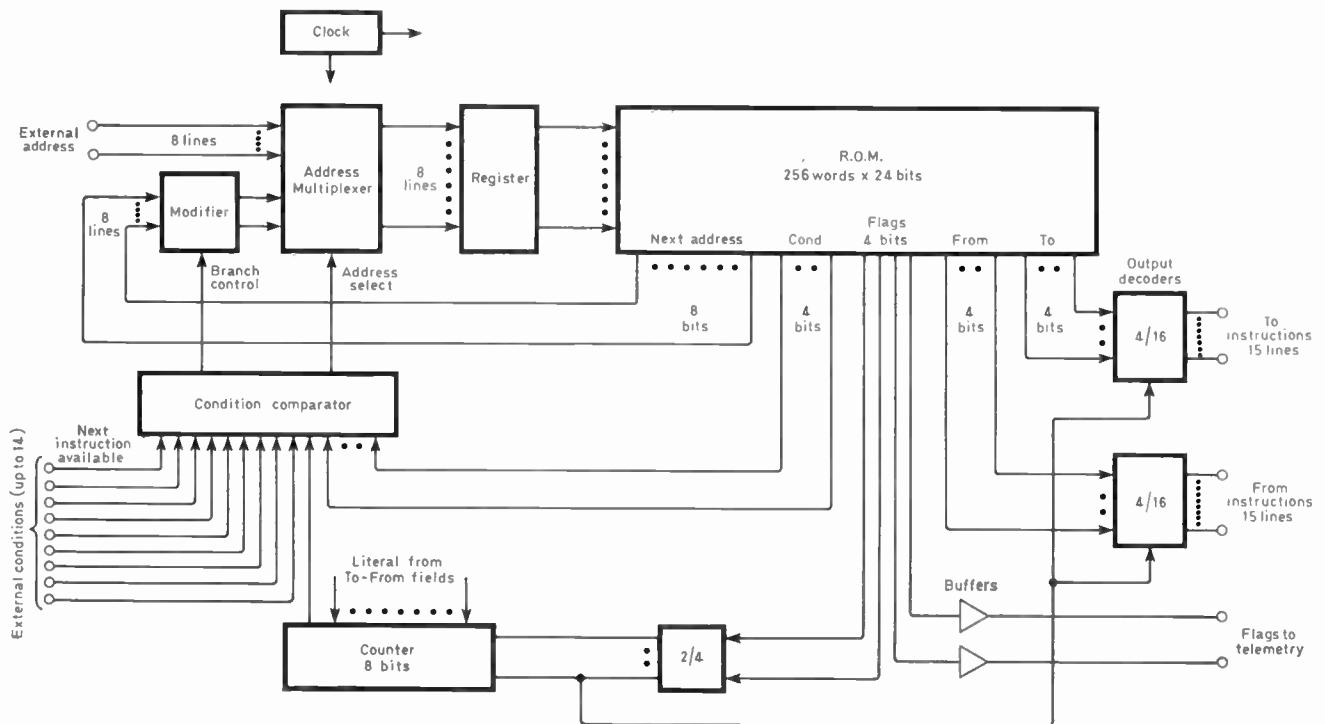 Clock
External
address
8 lines
Modifier
8
lines
Address
Multiplexer
8
lines
Register
R.O.M.
256 words x 24 bits
Next address
Cond
Flags
4 bits
From
To
Branch
control
Address
select
8
bits
4
bits
4
bits
4
bits
Output
decoders
4/16
To
instructions
15 lines
Condition comparator
Next
instruction
available
External conditions (up to 14)
4/16
From
instructions
15 lines
Literal from
To-From fields
Counter
8 bits
2/4
Buffers
Flags to
telemetry